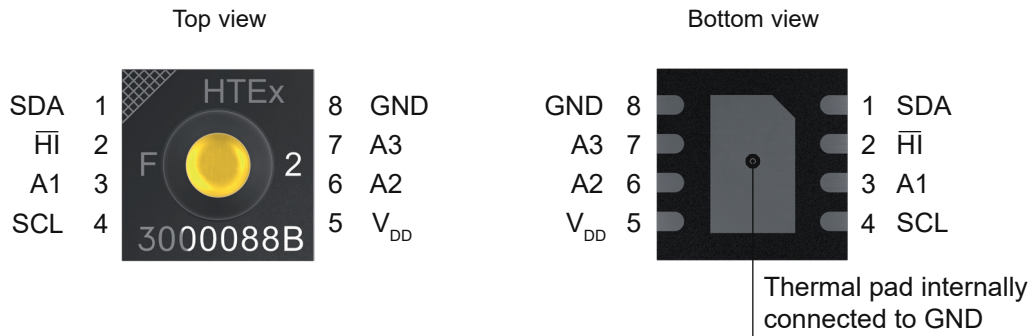 Top view
Bottom view
HTEx
F 2
3000088B
SDA 1
H̅I̅ 2
A1 3
SCL 4
8 GND
7 A3
6 A2
5 VDD
GND 8
A3 7
A2 6
VDD 5
1 SDA
2 H̅I̅
3 A1
4 SCL
Thermal pad internally
connected to GND